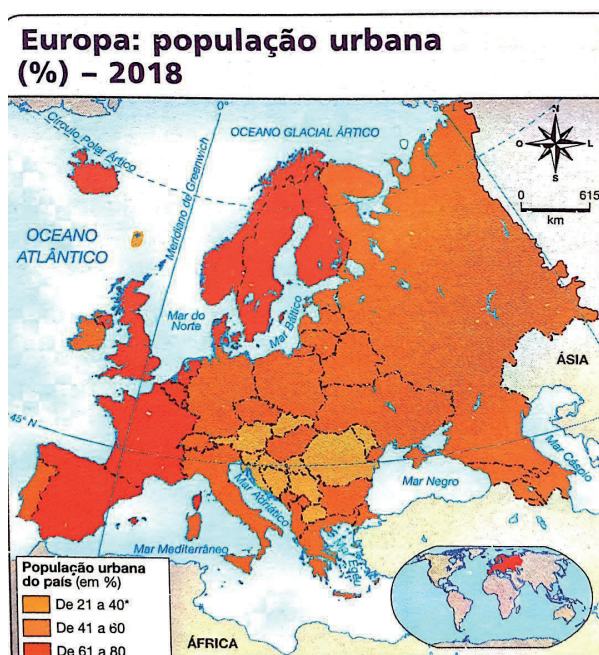 Europa: população urbana
(%) – 2018
Círculo Polar Ártico
0°
OCEANO GLACIAL ÁRTICO
Meridiano de Greenwich
N
O
L
S
0 615
km
OCEANO
ATLÂNTICO
Mar do
Norte
Mar Báltico
ÁSIA
45° N
Mar Cáspio
Mar Negro
Mar Adriático
Mar Egeu
Mar Mediterrâneo
População urbana
do país (em %)
De 21 a 40*
De 41 a 60
De 61 a 80
ÁFRICA